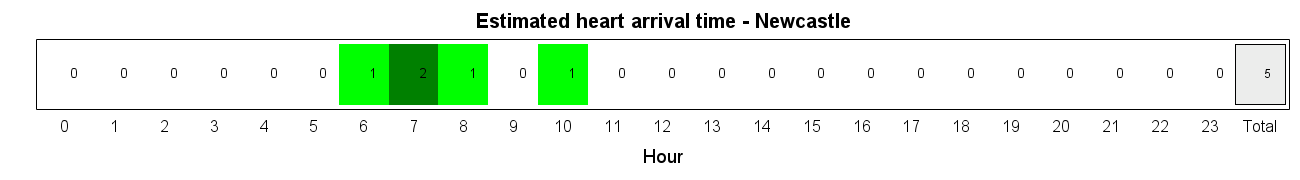 Estimated heart arrival time - Newcastle
0 0 0 0 0 0 1 2 1 0 1 0 0 0 0 0 0 0 0 0 0 0 0 0 5
0 1 2 3 4 5 6 7 8 9 10 11 12 13 14 15 16 17 18 19 20 21 22 23 Total
Hour